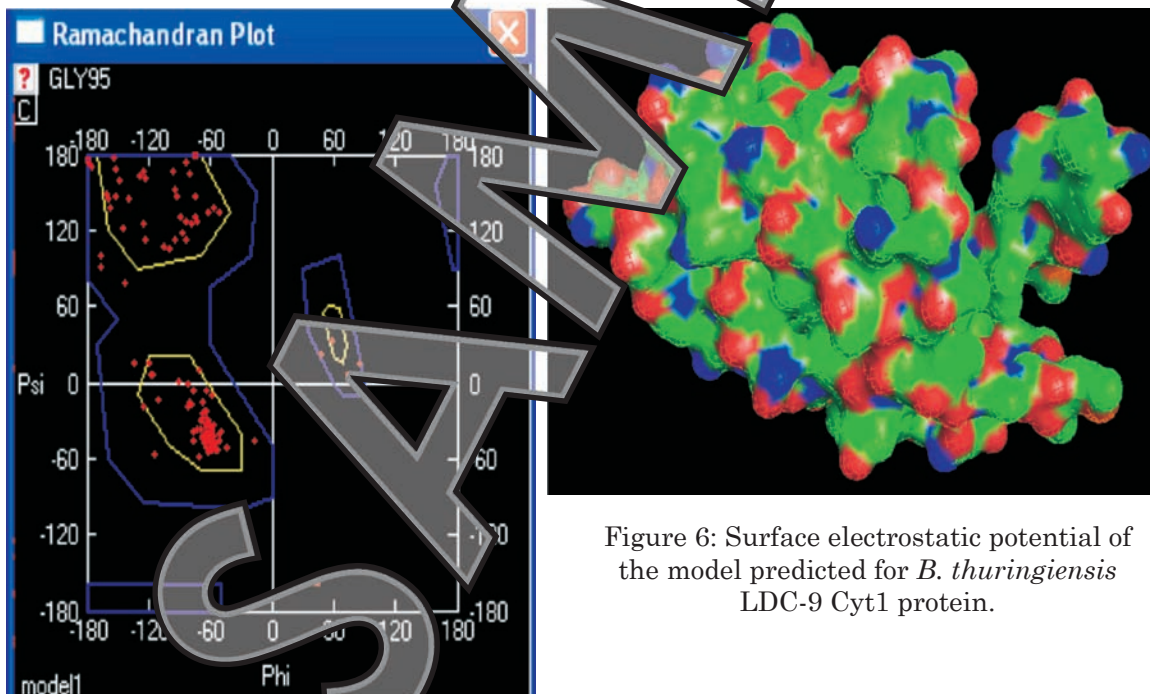 Ramachandran Plot
? GLY95
C
-180 -120 -60 0 60 120 180
180 180
120 120
60 60
Psi 0 0
-60 -60
-120 -120
-180 -180
-180 -120 -60 0 60 120 180
Phi
model1
SAM
Figure 6: Surface electrostatic potential of
the model predicted for B. thuringiensis
LDC-9 Cyt1 protein.